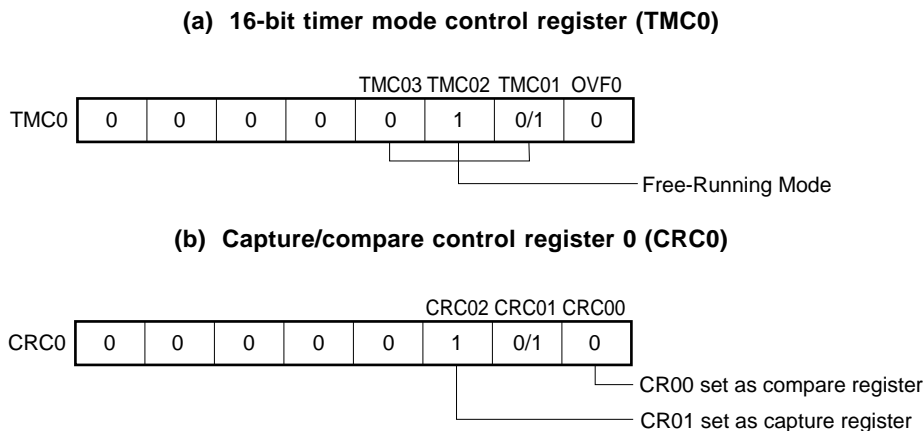 (a) 16-bit timer mode control register (TMC0)
TMC03 TMC02 TMC01 OVF0
TMC0 0 0 0 0 0 1 0/1 0
Free-Running Mode
(b) Capture/compare control register 0 (CRC0)
CRC02 CRC01 CRC00
CRC0 0 0 0 0 0 1 0/1 0
CR00 set as compare register
CR01 set as capture register